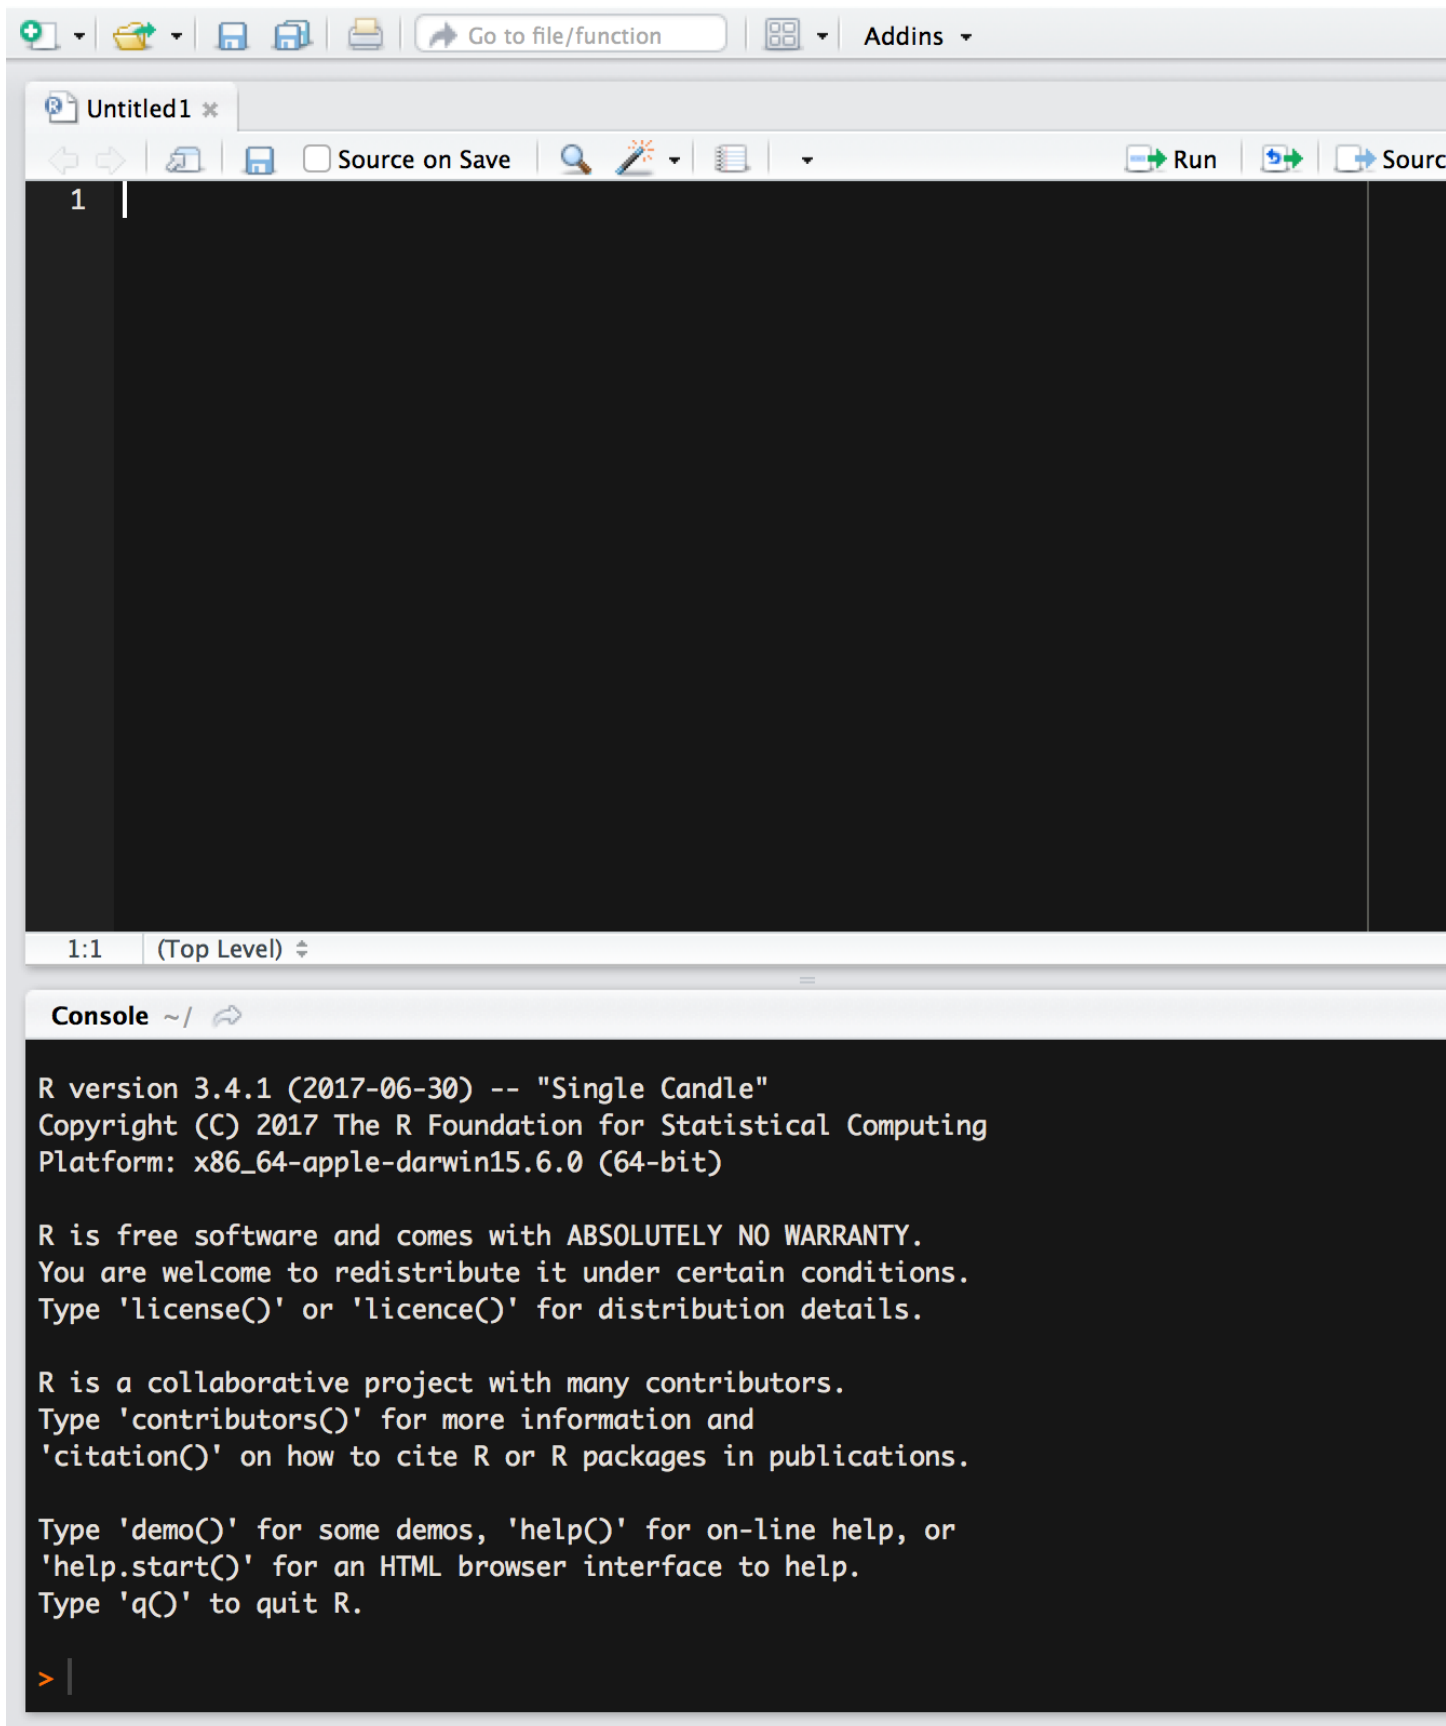 Go to file/function
Addins
Untitled1
Source on Save
Run
Sourc
1
1:1 (Top Level)
Console ~/
R version 3.4.1 (2017-06-30) -- "Single Candle"
Copyright (C) 2017 The R Foundation for Statistical Computing
Platform: x86_64-apple-darwin15.6.0 (64-bit)
R is free software and comes with ABSOLUTELY NO WARRANTY.
You are welcome to redistribute it under certain conditions.
Type 'license()' or 'licence()' for distribution details.
R is a collaborative project with many contributors.
Type 'contributors()' for more information and
'citation()' on how to cite R or R packages in publications.
Type 'demo()' for some demos, 'help()' for on-line help, or
'help.start()' for an HTML browser interface to help.
Type 'q()' to quit R.
>